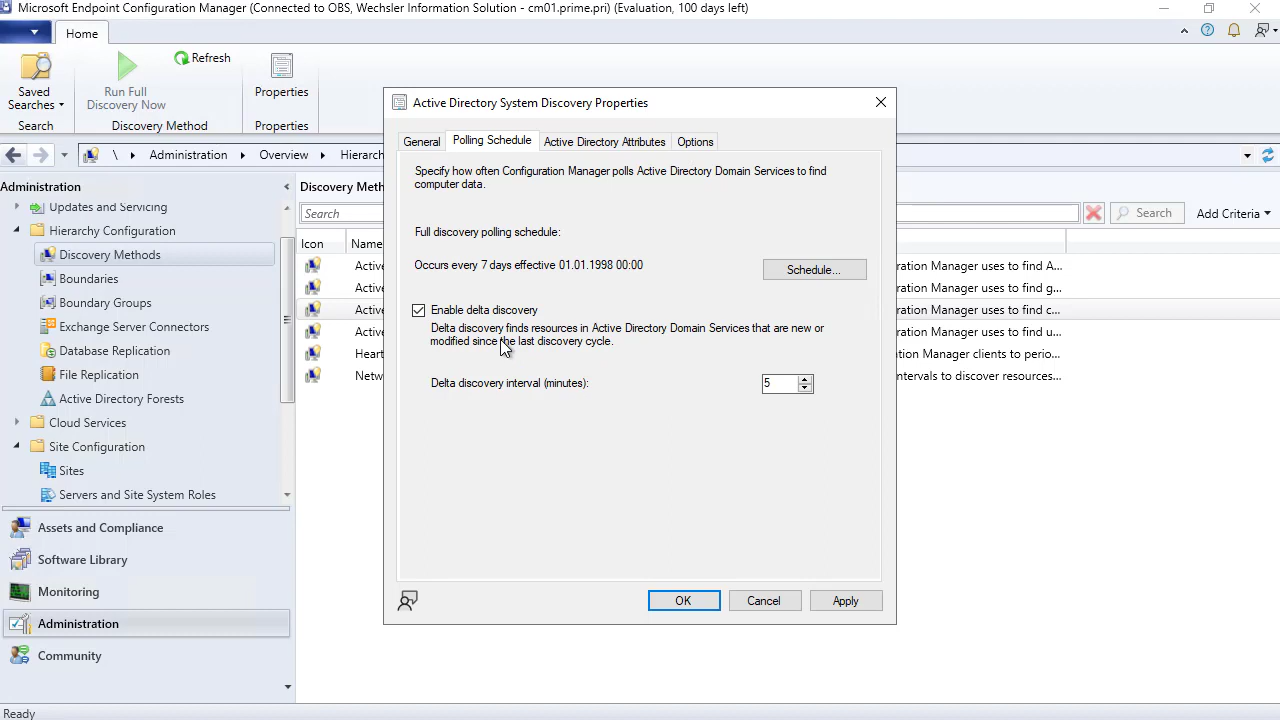 Microsoft Endpoint Configuration Manager (Connected to OBS, Wechsler Information Solution - cm01.prime.pri) (Evaluation, 100 days left)
Home
Saved Searches
Run Full Discovery Now
Refresh
Properties
Search
Discovery Method
Properties
\ Administration Overview Hierarch
Administration
Updates and Servicing
Hierarchy Configuration
Discovery Methods
Boundaries
Boundary Groups
Exchange Server Connectors
Database Replication
File Replication
Active Directory Forests
Cloud Services
Site Configuration
Sites
Servers and Site System Roles
Assets and Compliance
Software Library
Monitoring
Administration
Community
Discovery Meth
Search
Search
Add Criteria
Icon Name
Active
Active
Active
Active
Heart
Netw
ration Manager uses to find A...
ration Manager uses to find g...
ration Manager uses to find c...
ration Manager uses to find u...
ation Manager clients to perio...
ntervals to discover resources...
Active Directory System Discovery Properties
General Polling Schedule Active Directory Attributes Options
Specify how often Configuration Manager polls Active Directory Domain Services to find
computer data.
Full discovery polling schedule:
Occurs every 7 days effective 01.01.1998 00:00
Schedule...
Enable delta discovery
Delta discovery finds resources in Active Directory Domain Services that are new or
modified since the last discovery cycle.
Delta discovery interval (minutes):
5
OK
Cancel
Apply
Ready